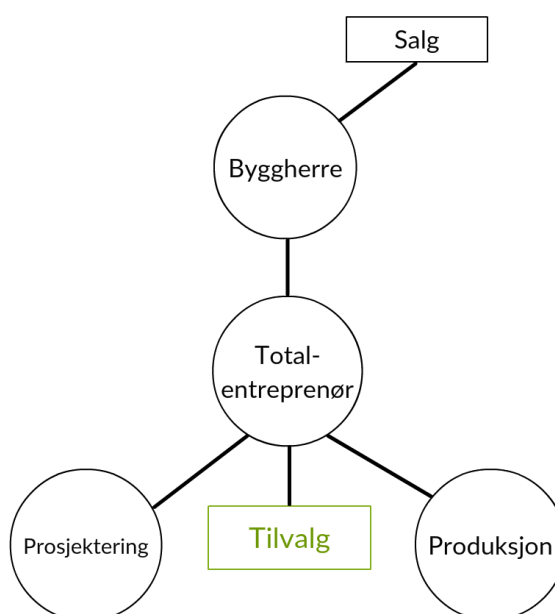 Salg
Byggherre
Total-
entreprenør
Prosjektering
Tilvalg
Produksjon